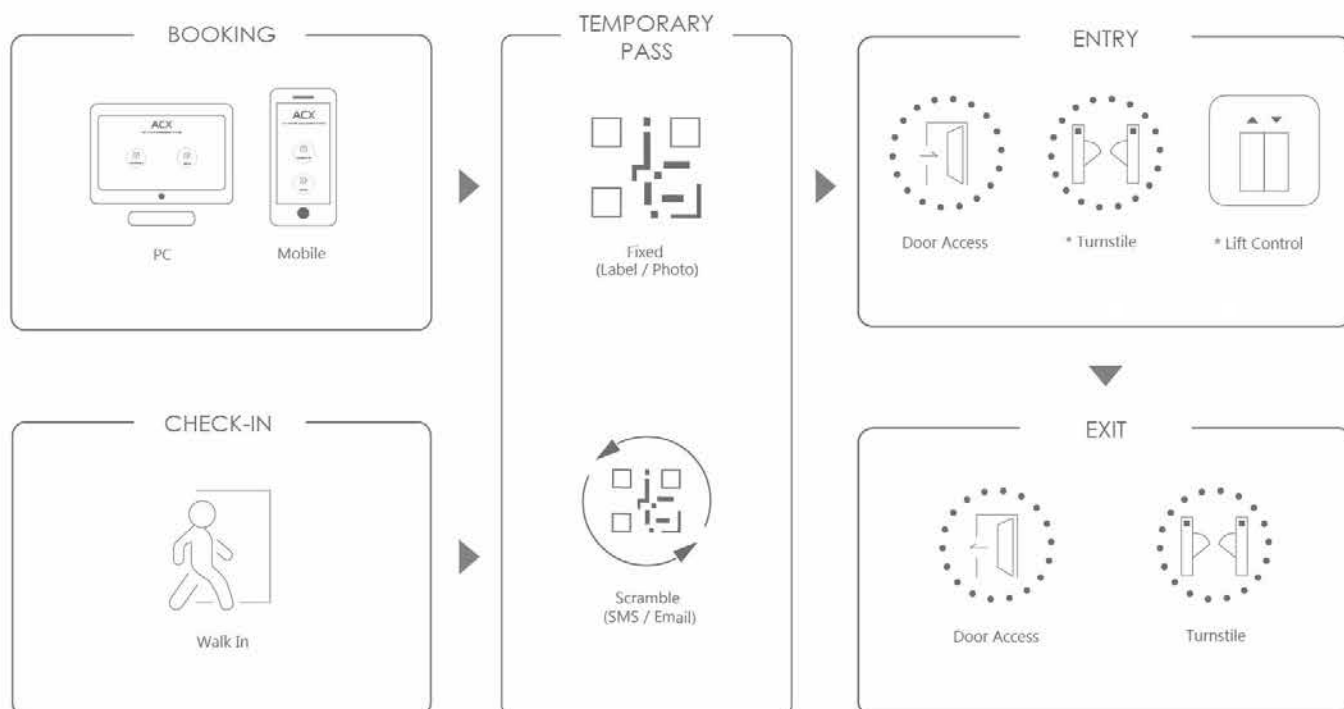 BOOKING
ACX
ACX
PC
Mobile
TEMPORARY
PASS
Fixed
(Label / Photo)
Scramble
(SMS / Email)
ENTRY
Door Access
* Turnstile
* Lift Control
CHECK-IN
Walk In
EXIT
Door Access
Turnstile